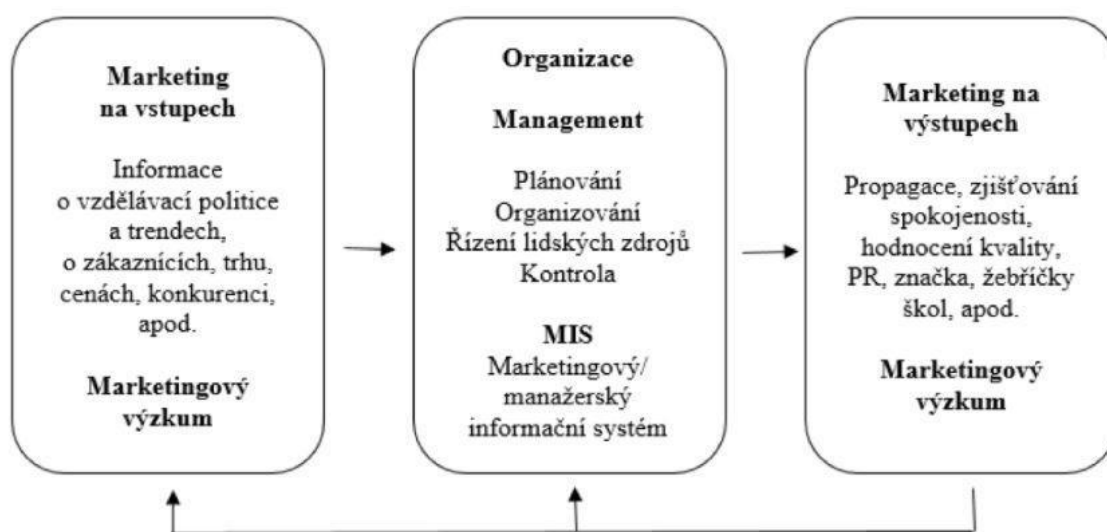 Marketing
na vstupech
Informace
o vzdělávací politice
a trendech,
o zákaznících, trhu,
cenách, konkurenci,
apod.
Marketingový
výzkum
Organizace
Management
Plánování
Organizování
Řízení lidských zdrojů
Kontrola
MIS
Marketingový/
manažerský
informační systém
Marketing na
výstupech
Propagace, zjišťování
spokojenosti,
hodnocení kvality,
PR, značka, žebříčky
škol, apod.
Marketingový
výzkum